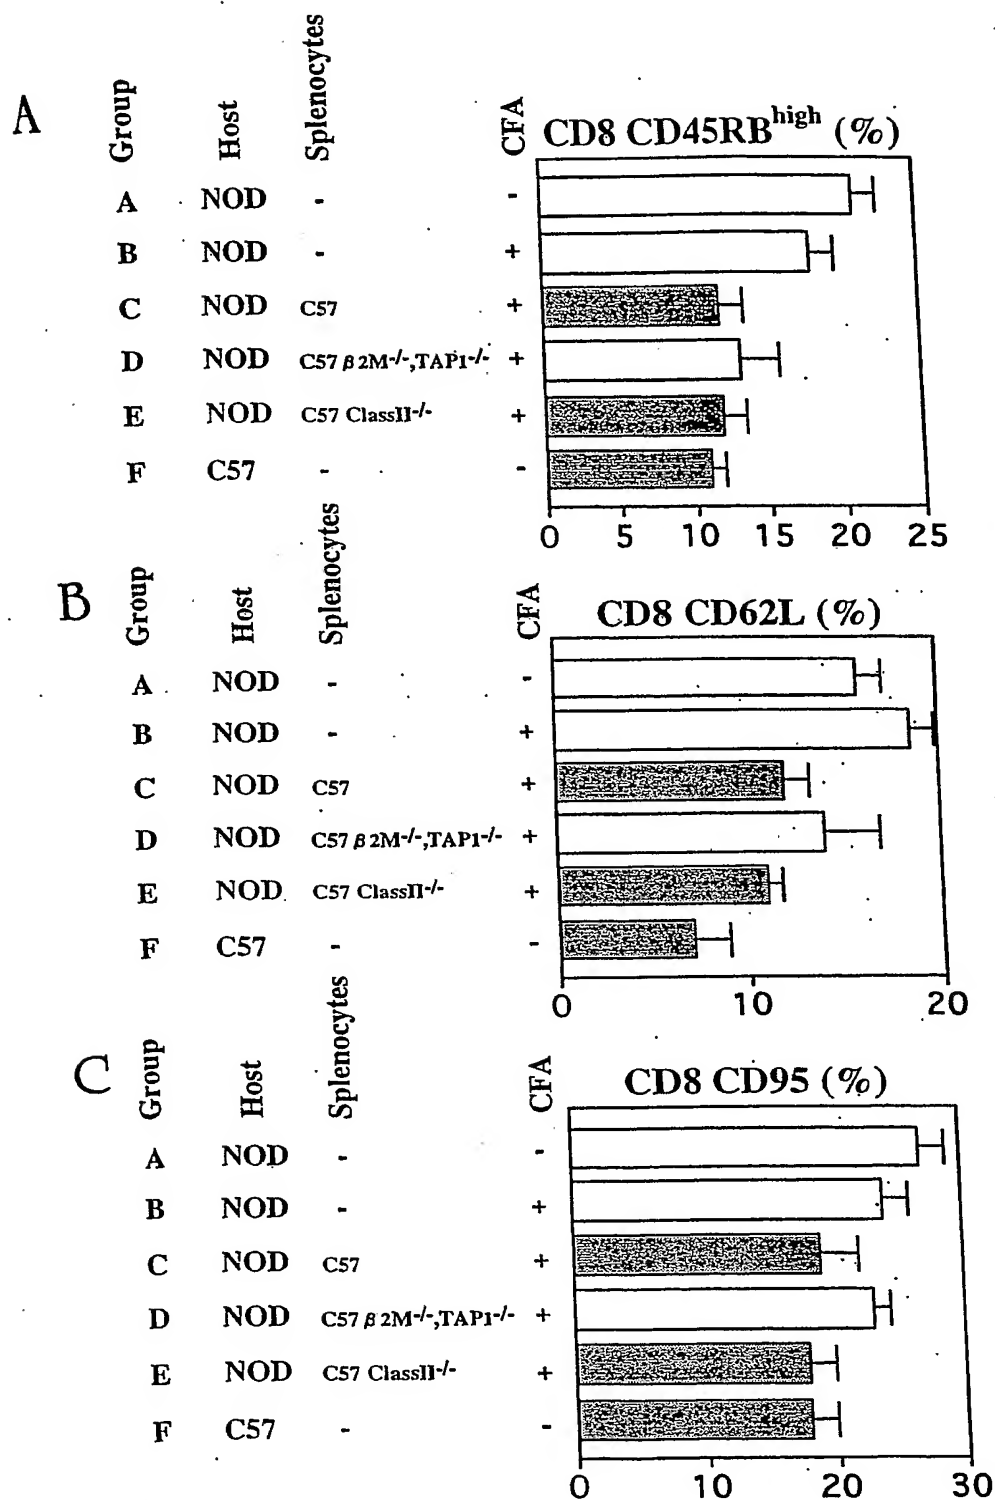 A Group Host Splenocytes CFA CD8 CD45RBhigh (%)
A NOD - -
B NOD - +
C NOD C57 +
D NOD C57 β2M-/-,TAP1-/- +
E NOD C57 ClassII-/- +
F C57 - -
0 5 10 15 20 25
B Group Host Splenocytes CFA CD8 CD62L (%)
A NOD - -
B NOD - +
C NOD C57 +
D NOD C57 β2M-/-,TAP1-/- +
E NOD C57 ClassII-/- +
F C57 - -
0 10 20
C Group Host Splenocytes CFA CD8 CD95 (%)
A NOD - -
B NOD - +
C NOD C57 +
D NOD C57 β2M-/-,TAP1-/- +
E NOD C57 ClassII-/- +
F C57 - -
0 10 20 30